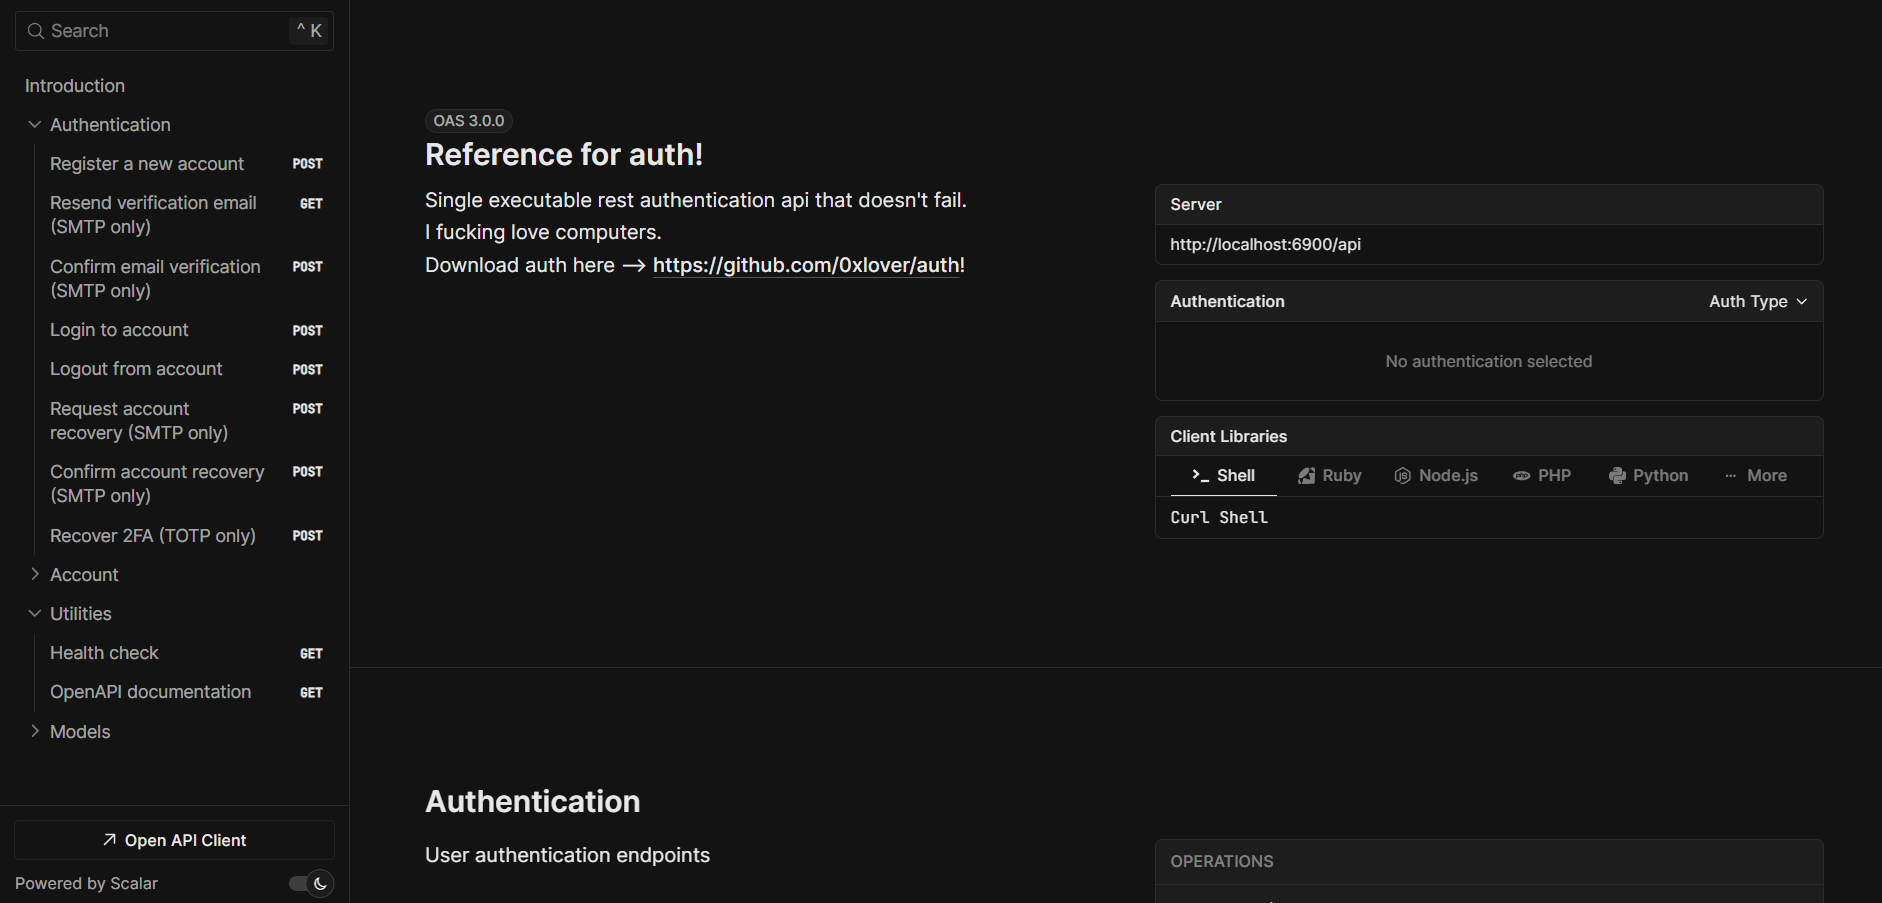 Search
^ K
Introduction
Authentication
Register a new account
POST
Resend verification email
(SMTP only)
GET
Confirm email verification
(SMTP only)
POST
Login to account
POST
Logout from account
POST
Request account
recovery (SMTP only)
POST
Confirm account recovery
(SMTP only)
POST
Recover 2FA (TOTP only)
POST
Account
Utilities
Health check
GET
OpenAPI documentation
GET
Models
Open API Client
Powered by Scalar
OAS 3.0.0
Reference for auth!
Single executable rest authentication api that doesn't fail.
I fucking love computers.
Download auth here --> https://github.com/0xlover/auth!
Server
http://localhost:6900/api
Authentication
Auth Type
No authentication selected
Client Libraries
Shell
Ruby
Node.js
PHP
Python
More
Curl Shell
Authentication
User authentication endpoints
OPERATIONS